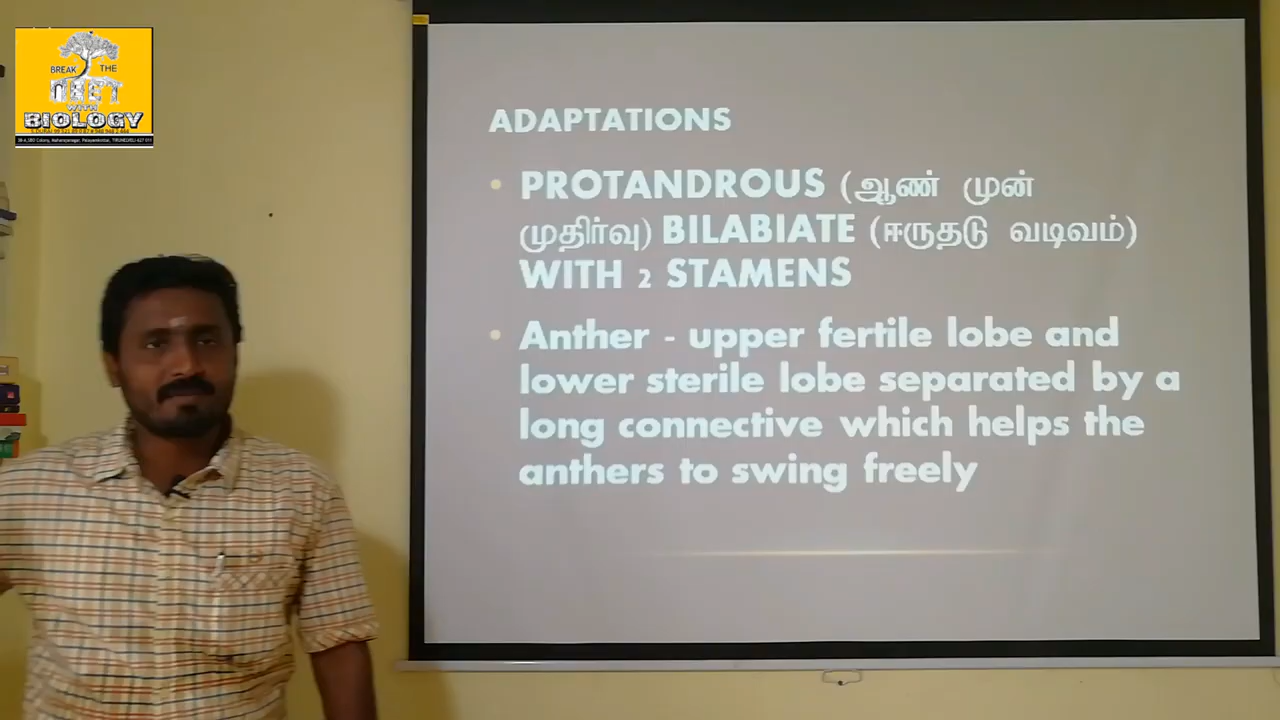 BREAK THE
NEET
WITH
BIOLOGY
ADAPTATIONS
• PROTANDROUS (ஆண் முன்
முதிர்வு) BILABIATE (ஈருதடு வடிவம்)
WITH 2 STAMENS
• Anther - upper fertile lobe and
lower sterile lobe separated by a
long connective which helps the
anthers to swing freely